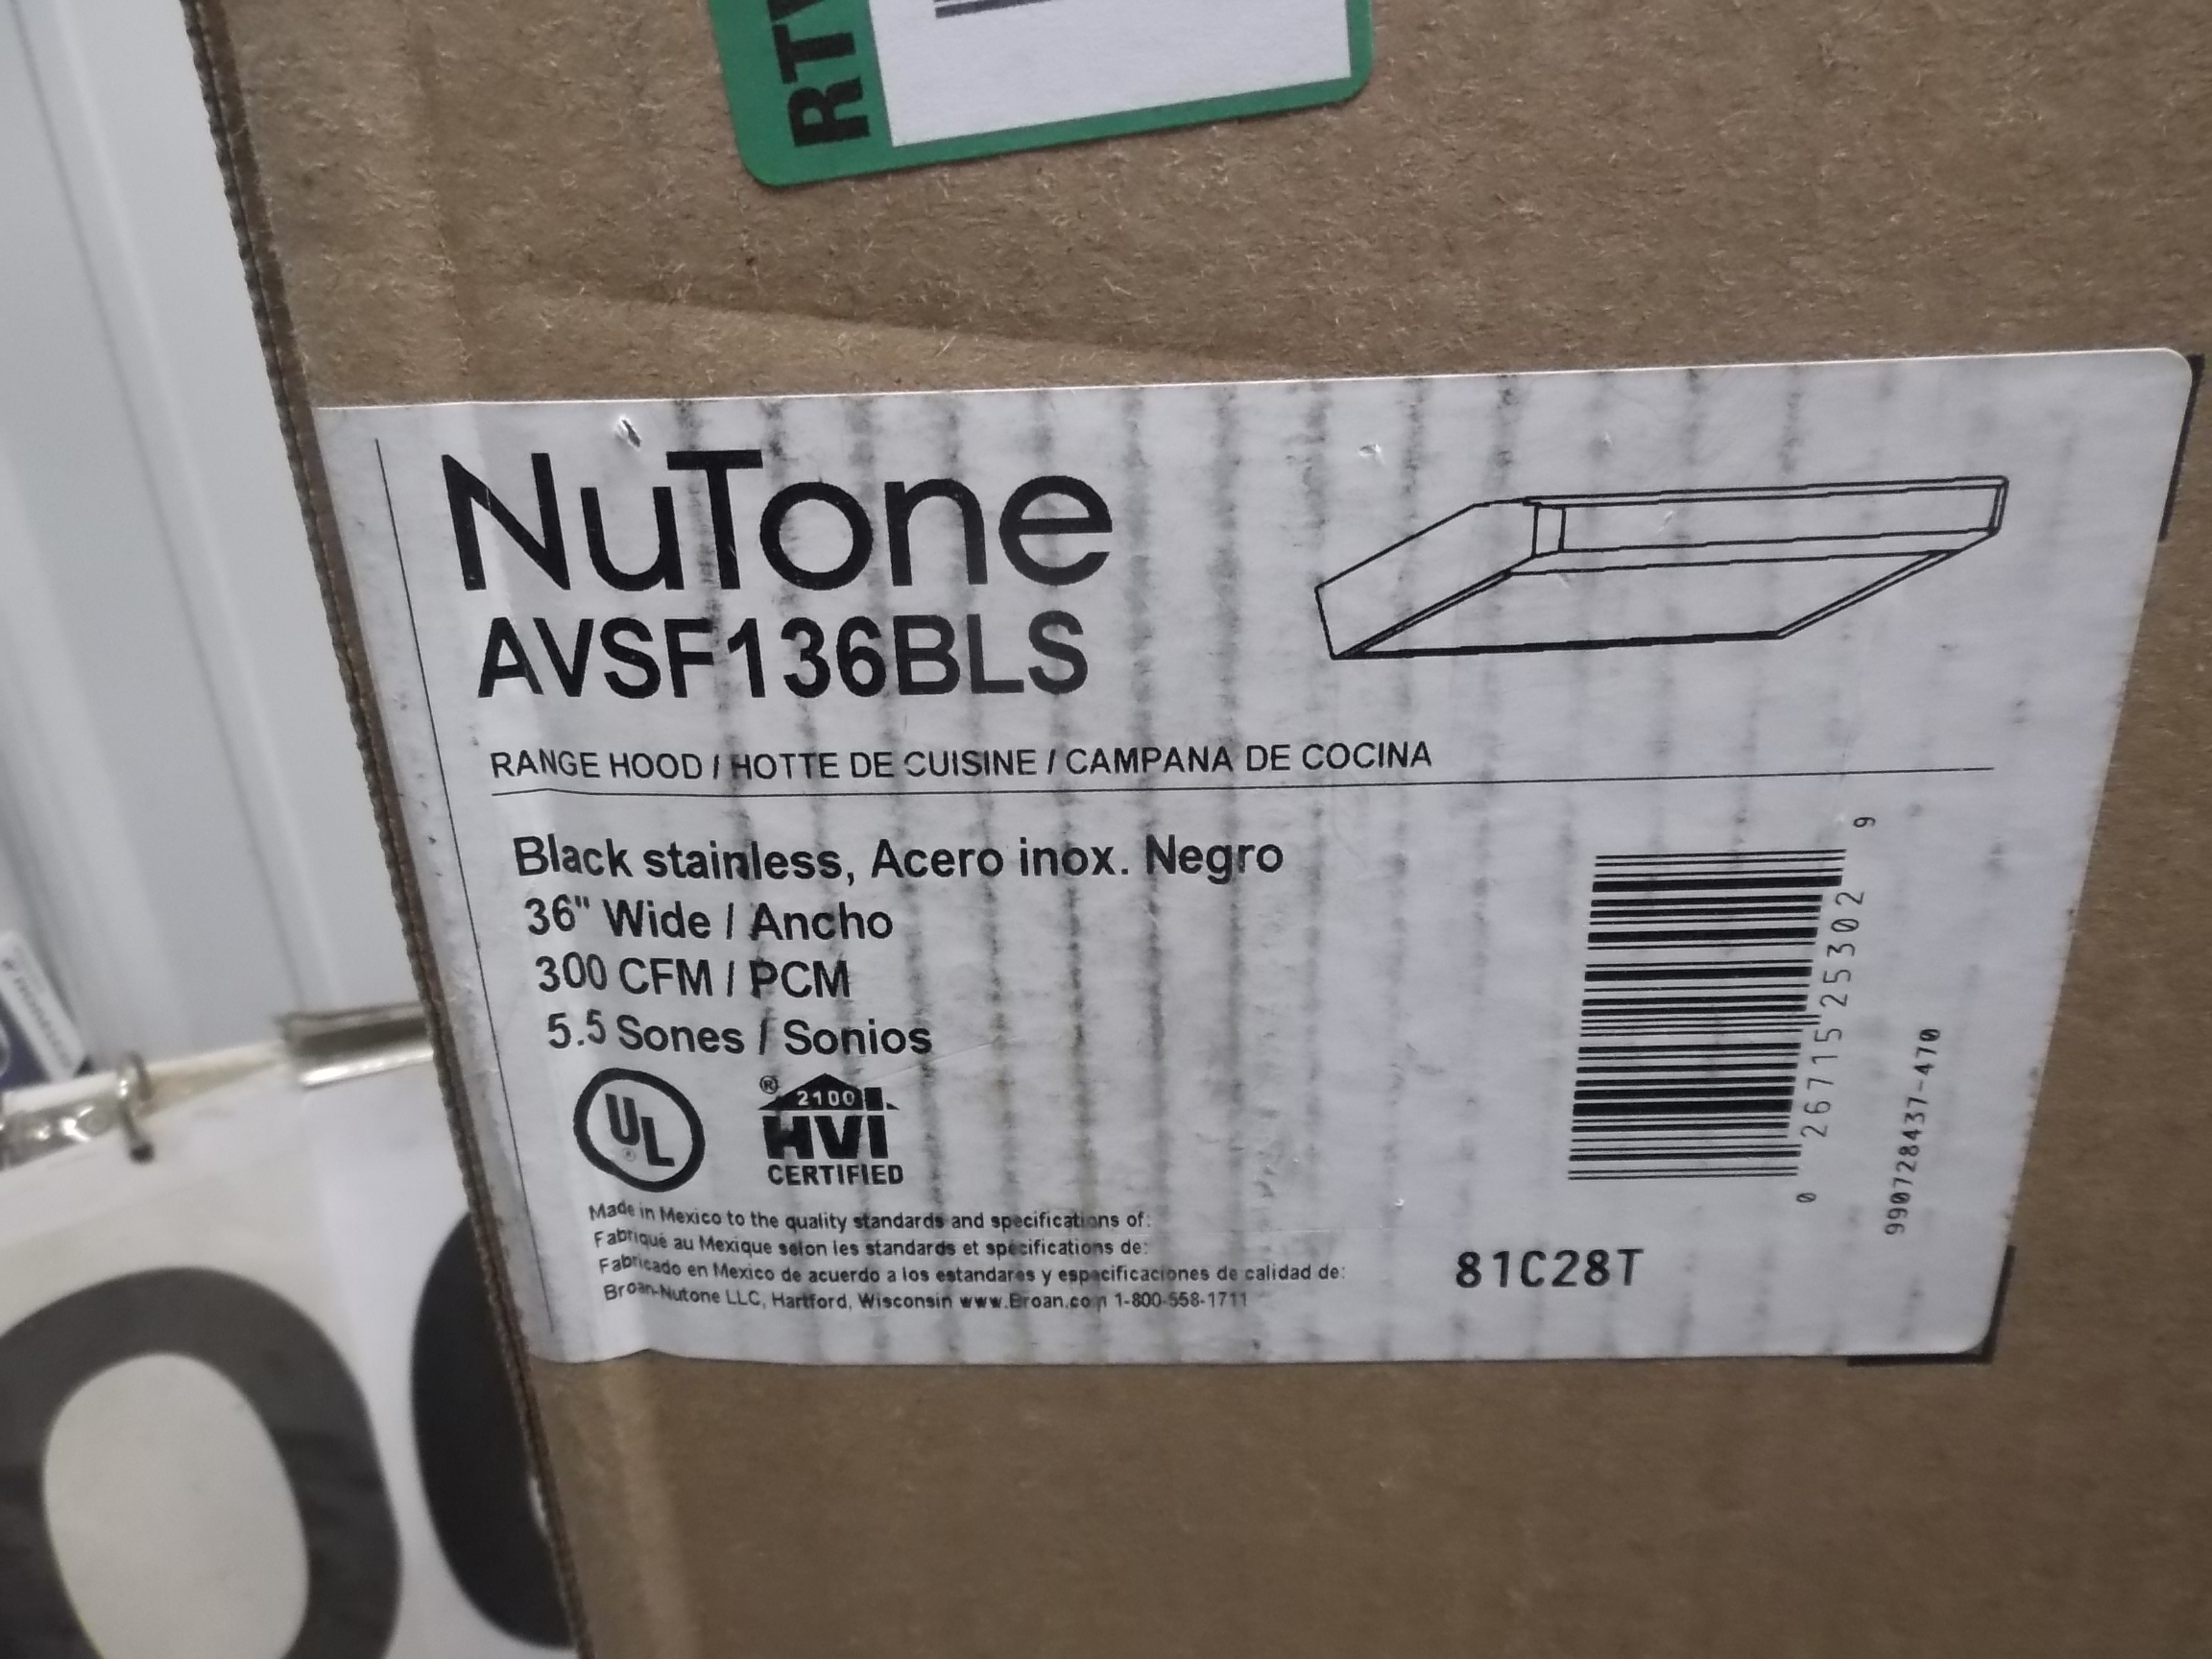 RTV
NuTone
AVSF136BLS
RANGE HOOD / HOTTE DE CUISINE / CAMPANA DE COCINA
Black stainless, Acero inox. Negro
36" Wide / Ancho
300 CFM / PCM
5.5 Sones / Sonios
UL ®
® 2100
HVI
CERTIFIED
Made in Mexico to the quality standards and specifications of:
Fabriqué au Mexique selon les standards et spécifications de:
Fabricado en Mexico de acuerdo a los estandares y especificaciones de calidad de:
Broan-Nutone LLC, Hartford, Wisconsin www.Broan.com 1-800-558-1711
81C28T
0 26715 25302 9
990728437-470